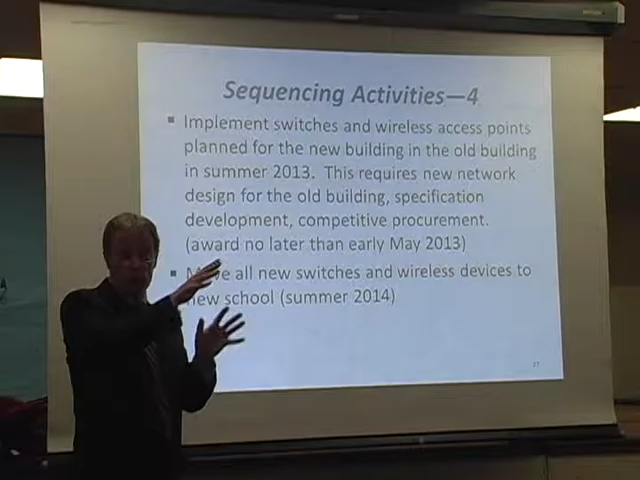 Sequencing Activities—4
▪ Implement switches and wireless access points
planned for the new building in the old building
in summer 2013. This requires new network
design for the old building, specification
development, competitive procurement.
(award no later than early May 2013)
▪ all new switches and wireless devices to
new school (summer 2014)